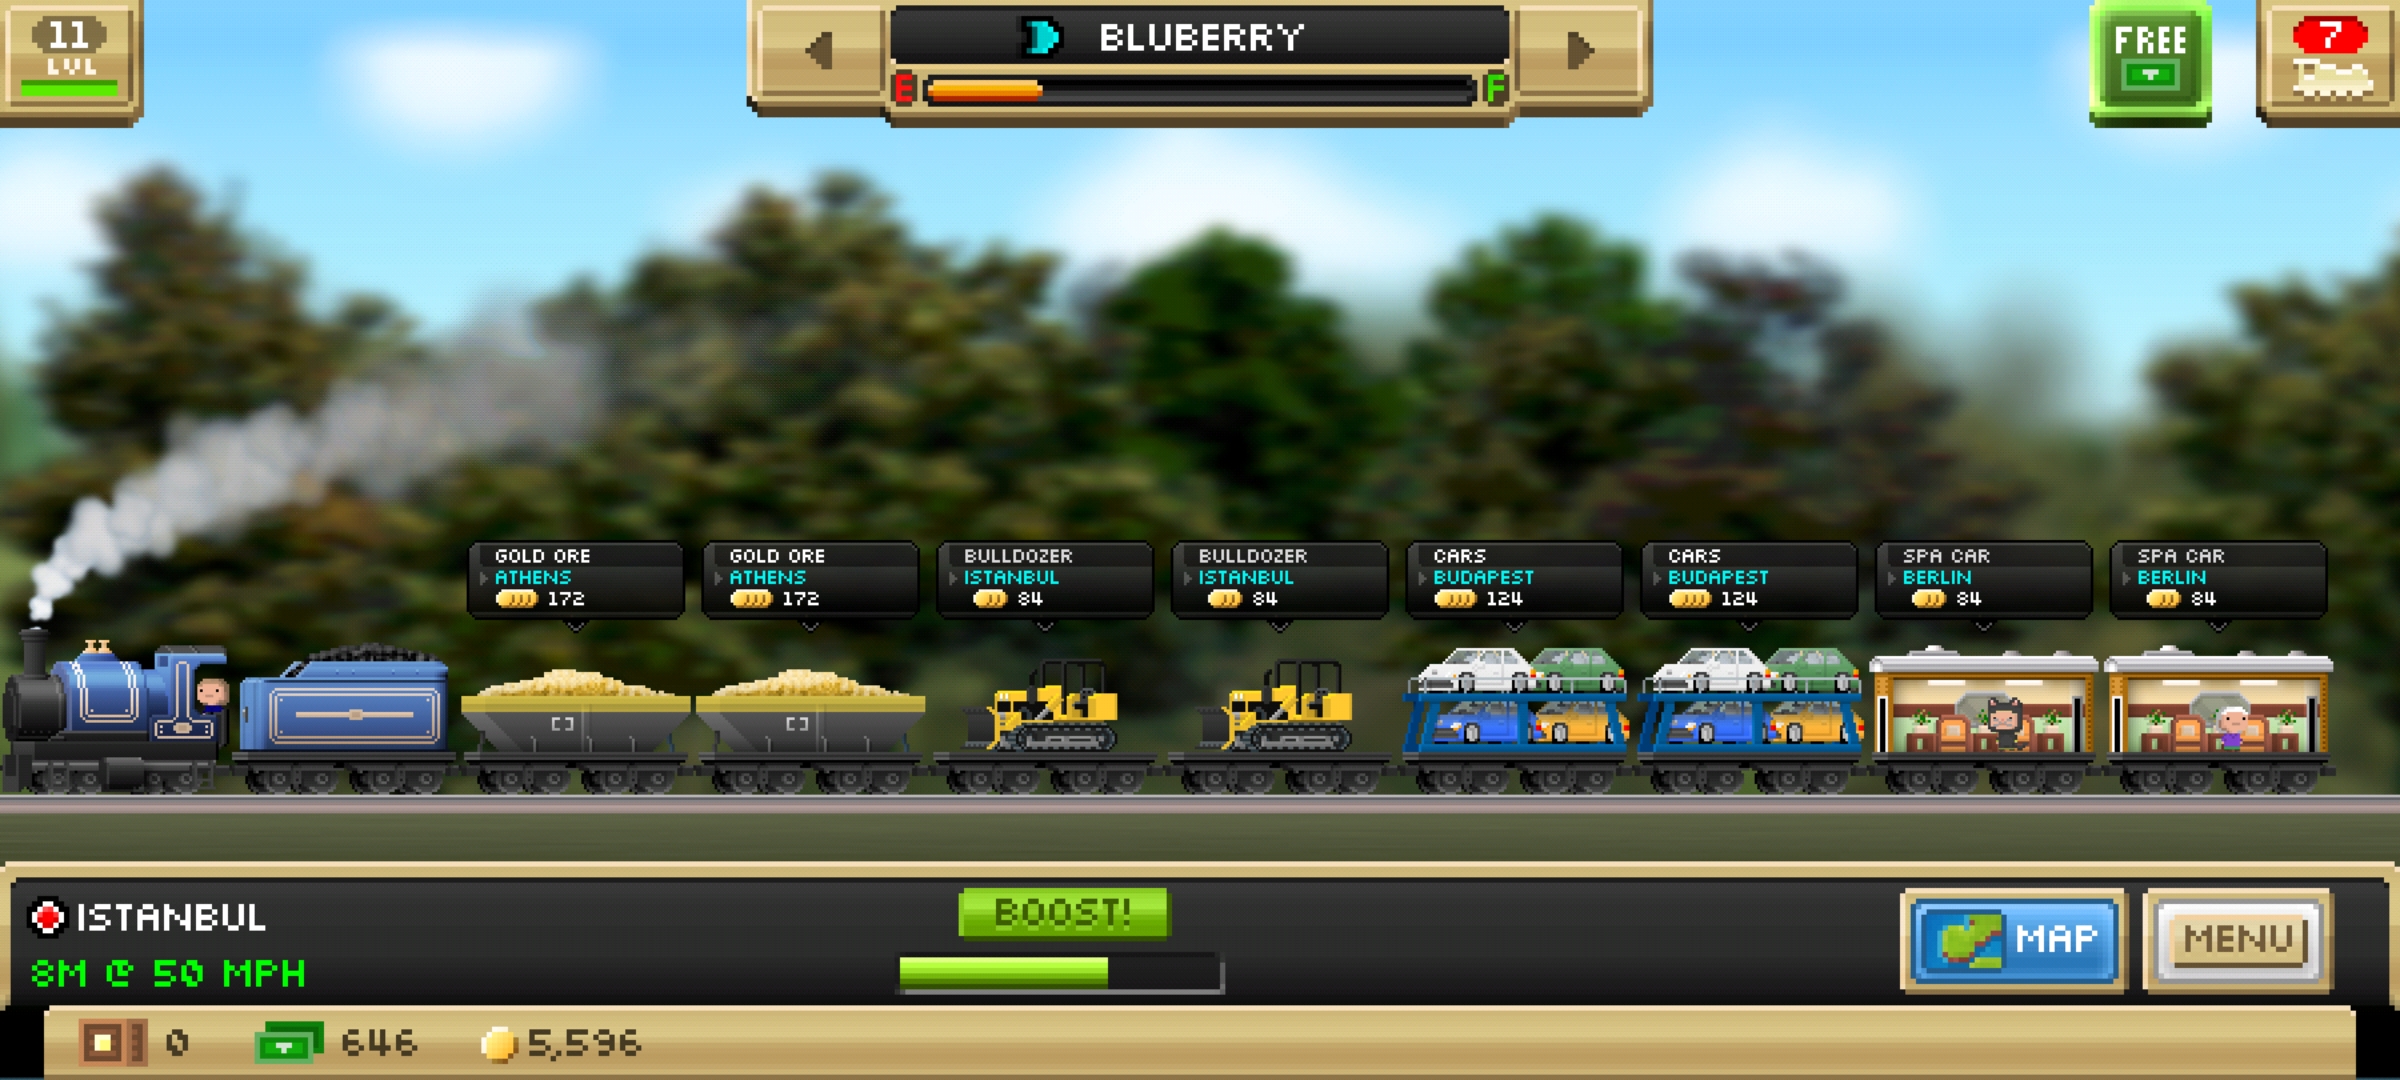 11
LVL
BLUBERRY
E
F
FREE
7
GOLD ORE
ATHENS
172
GOLD ORE
ATHENS
172
BULLDOZER
ISTANBUL
84
BULLDOZER
ISTANBUL
84
CARS
BUDAPEST
124
CARS
BUDAPEST
124
SPA CAR
BERLIN
84
SPA CAR
BERLIN
84
ISTANBUL
8M @ 50 MPH
BOOST!
MAP
MENU
0
646
5,596